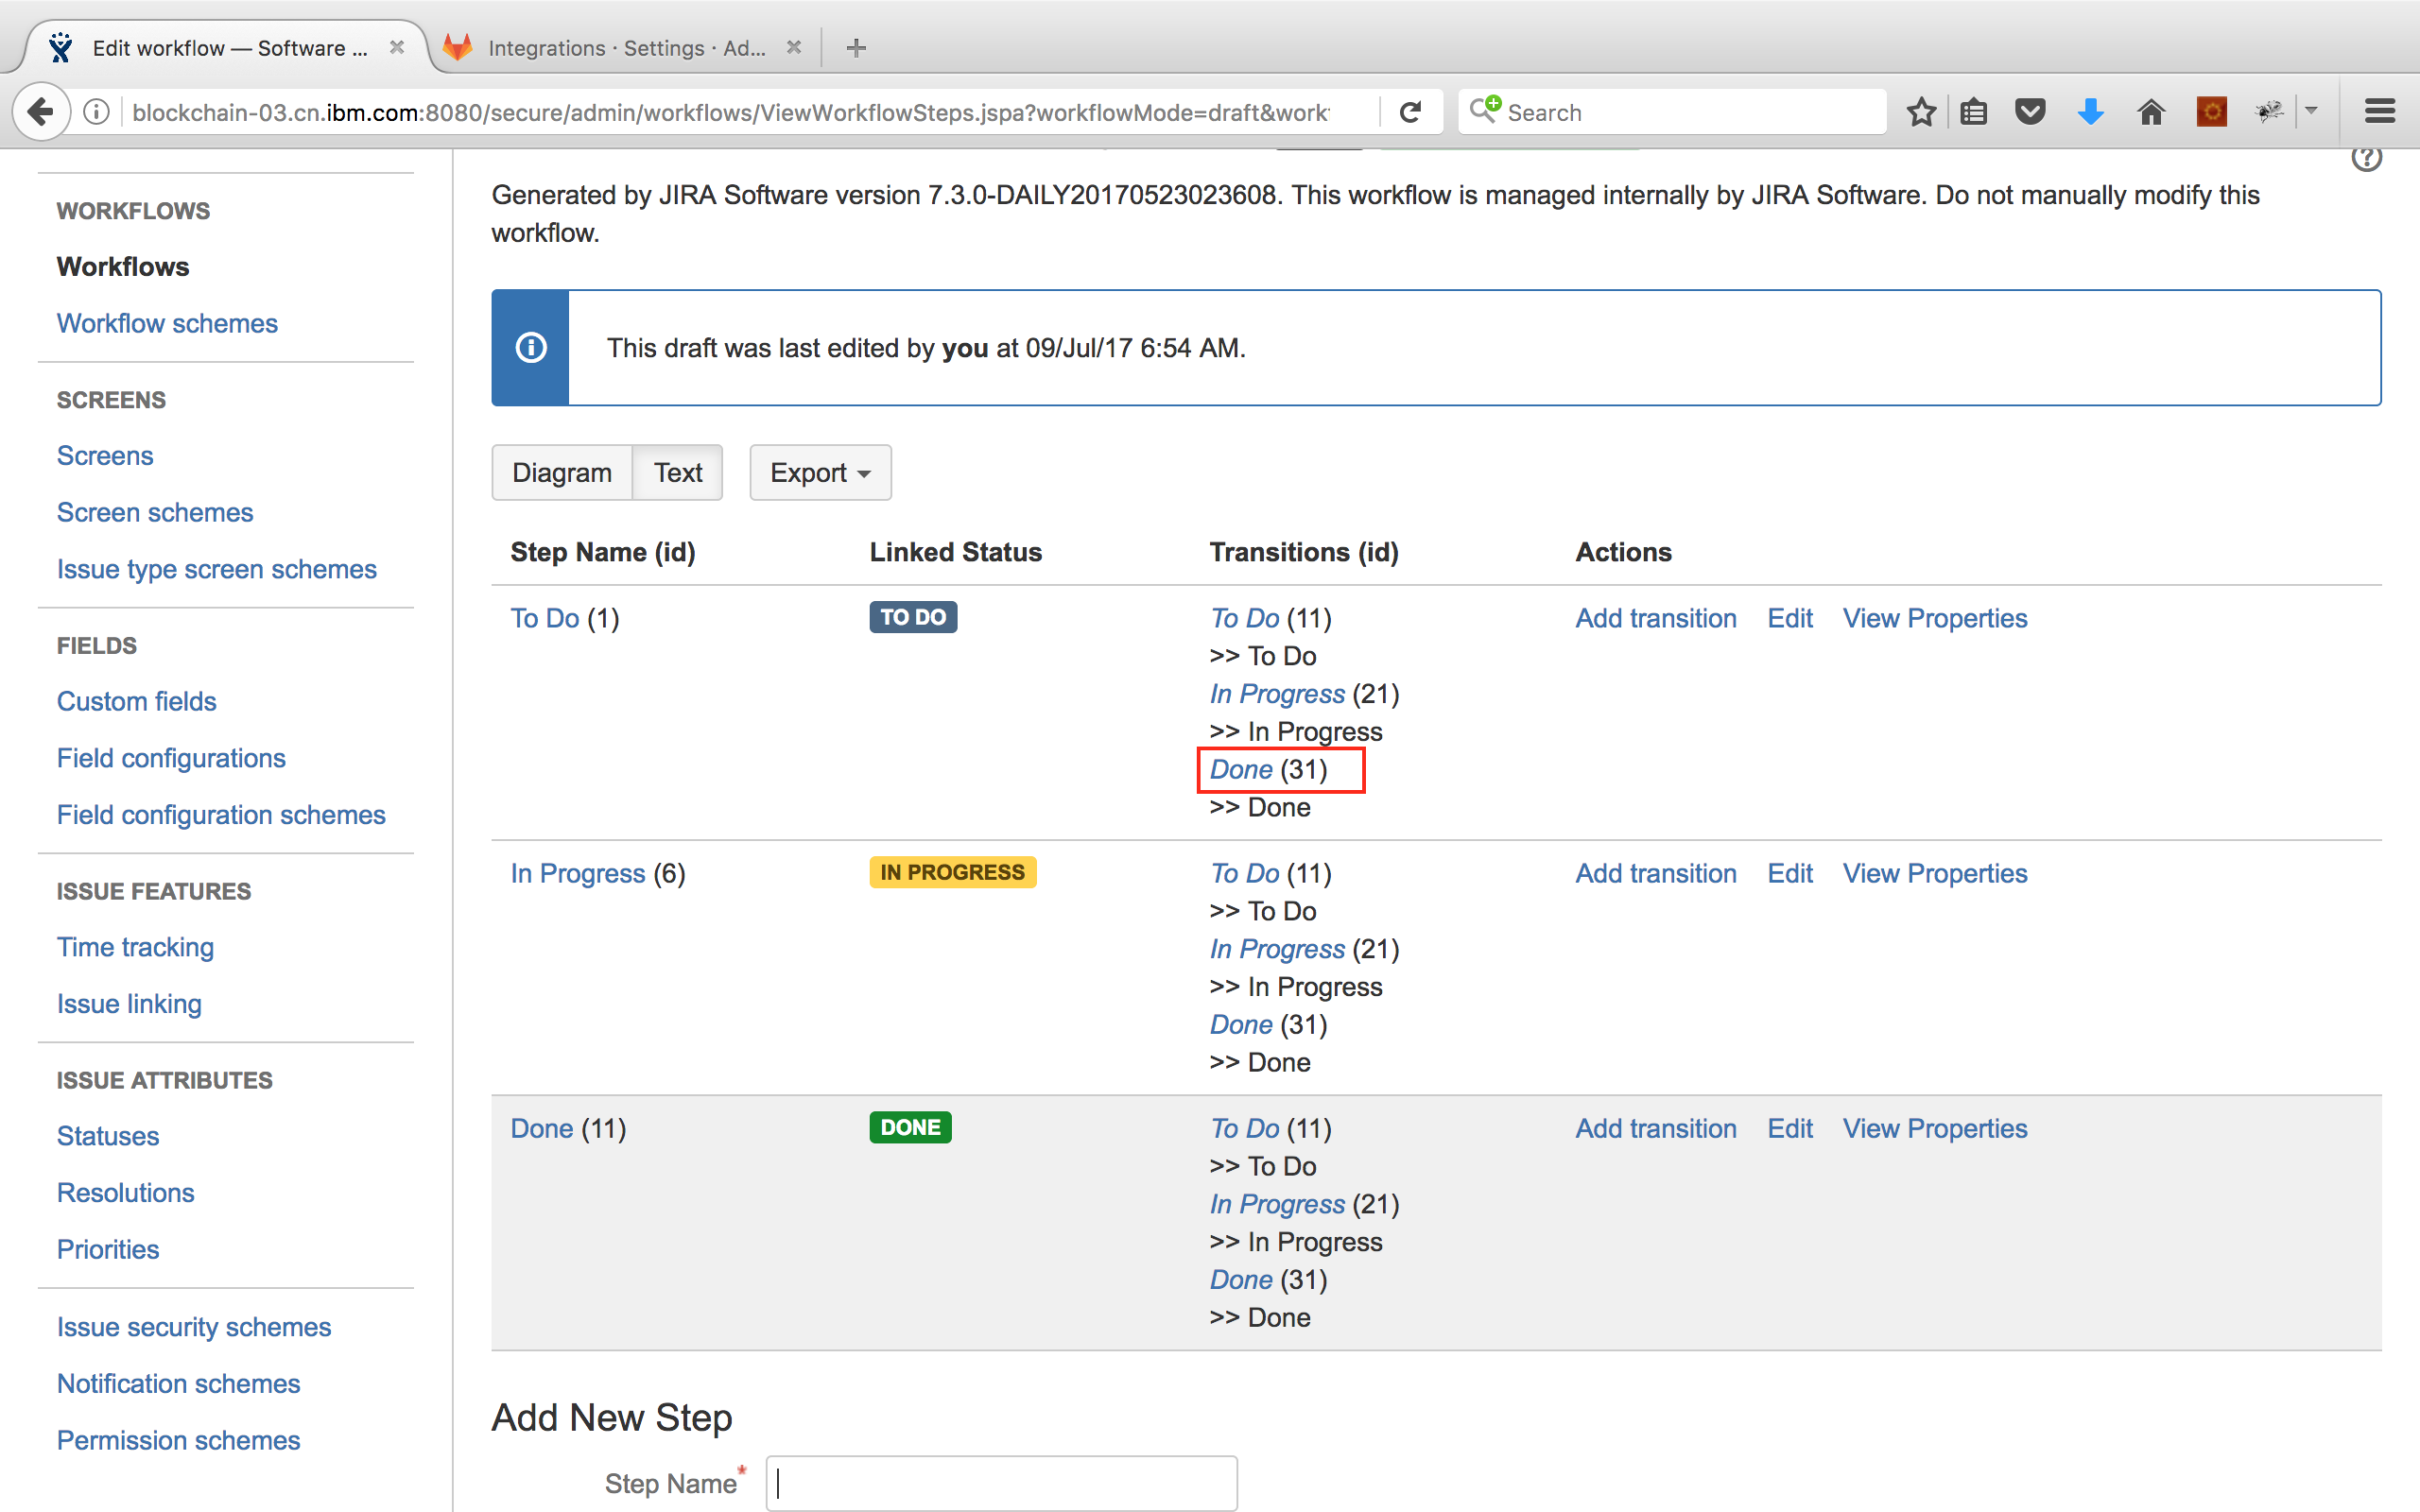 Edit workflow — Software ...
Integrations · Settings · Ad...
blockchain-03.cn.ibm.com:8080/secure/admin/workflows/ViewWorkflowSteps.jspa?workflowMode=draft&work
Search
WORKFLOWS
Workflows
Workflow schemes
SCREENS
Screens
Screen schemes
Issue type screen schemes
FIELDS
Custom fields
Field configurations
Field configuration schemes
ISSUE FEATURES
Time tracking
Issue linking
ISSUE ATTRIBUTES
Statuses
Resolutions
Priorities
Issue security schemes
Notification schemes
Permission schemes
Generated by JIRA Software version 7.3.0-DAILY20170523023608. This workflow is managed internally by JIRA Software. Do not manually modify this
workflow.
This draft was last edited by you at 09/Jul/17 6:54 AM.
Diagram Text Export
Step Name (id) Linked Status Transitions (id) Actions
To Do (1) TO DO To Do (11) Add transition Edit View Properties
>> To Do
In Progress (21)
>> In Progress
Done (31)
>> Done
In Progress (6) IN PROGRESS To Do (11) Add transition Edit View Properties
>> To Do
In Progress (21)
>> In Progress
Done (31)
>> Done
Done (11) DONE To Do (11) Add transition Edit View Properties
>> To Do
In Progress (21)
>> In Progress
Done (31)
>> Done
Add New Step
Step Name*